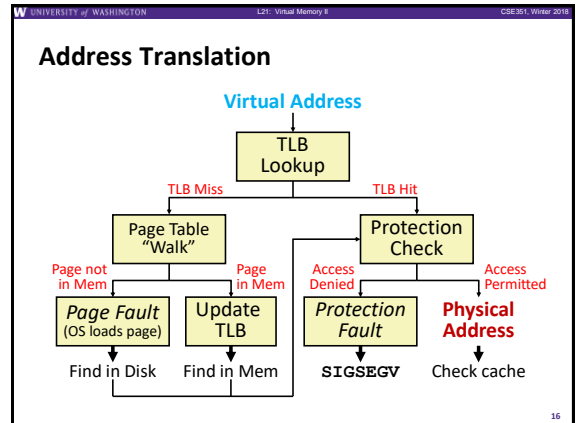 W UNIVERSITY of WASHINGTON
L21: Virtual Memory II
CSE351, Winter 2018
Address Translation
Virtual Address
TLB
Lookup
TLB Miss
TLB Hit
Page Table
“Walk”
Protection
Check
Page not
in Mem
Page
in Mem
Access
Denied
Access
Permitted
Page Fault
(OS loads page)
Update
TLB
Protection
Fault
Physical
Address
Find in Disk
Find in Mem
SIGSEGV
Check cache
16